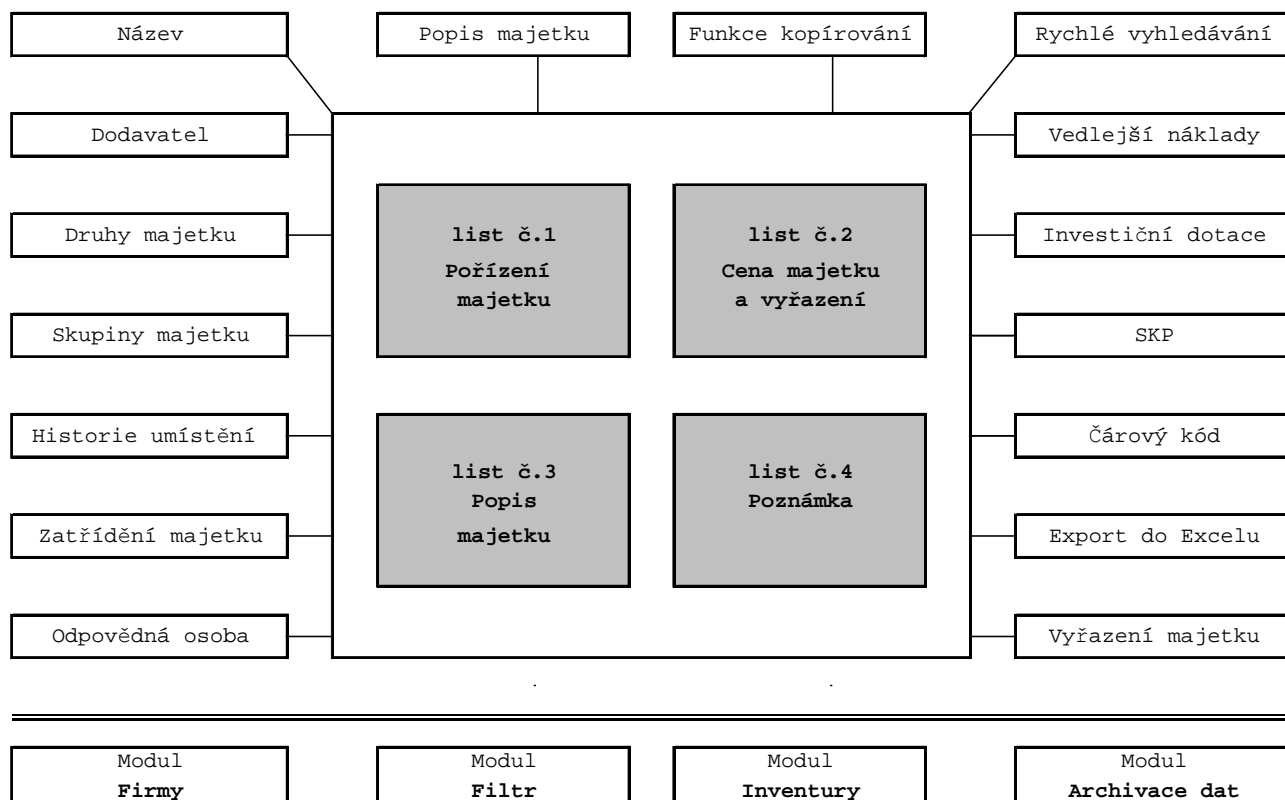 Název
Popis majetku
Funkce kopírování
Rychlé vyhledávání
Dodavatel
Vedlejší náklady
Druhy majetku
list č.1
list č.2
Investiční dotace
Pořízení
majetku
Cena majetku
a vyřazení
Skupiny majetku
SKP
Historie umístění
Čárový kód
list č.3
Popis
majetku
list č.4
Poznámka
Zatřídění majetku
Export do Excelu
Odpovědná osoba
Vyřazení majetku
Modul
Firmy
Modul
Filtr
Modul
Inventury
Modul
Archivace dat